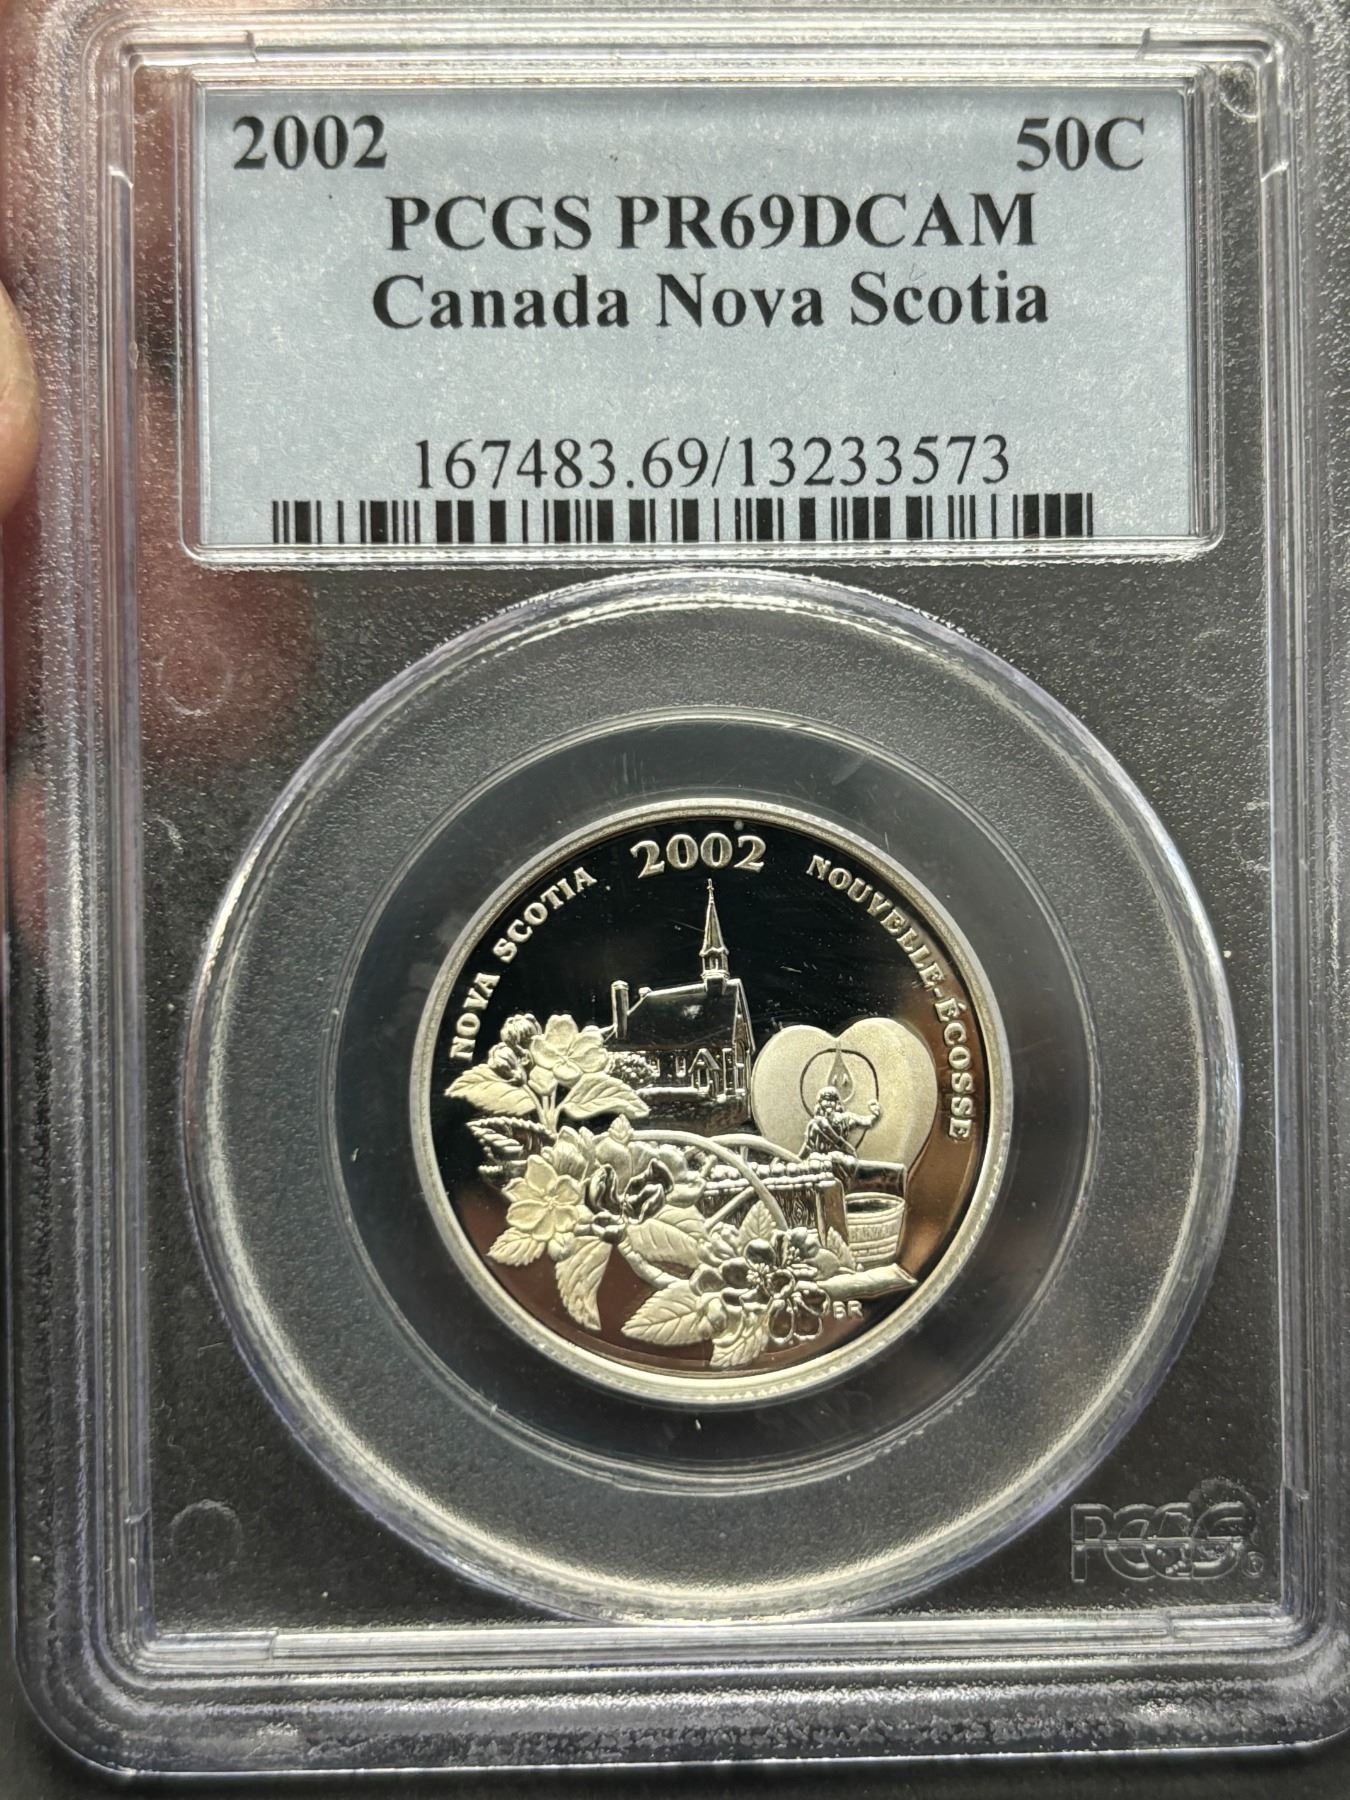 2002 50C
PCGS PR69DCAM
Canada Nova Scotia
167483.69/13233573
NOVA SCOTIA 2002 NOUVELLE-ÉCOSSE
BR
PCGS